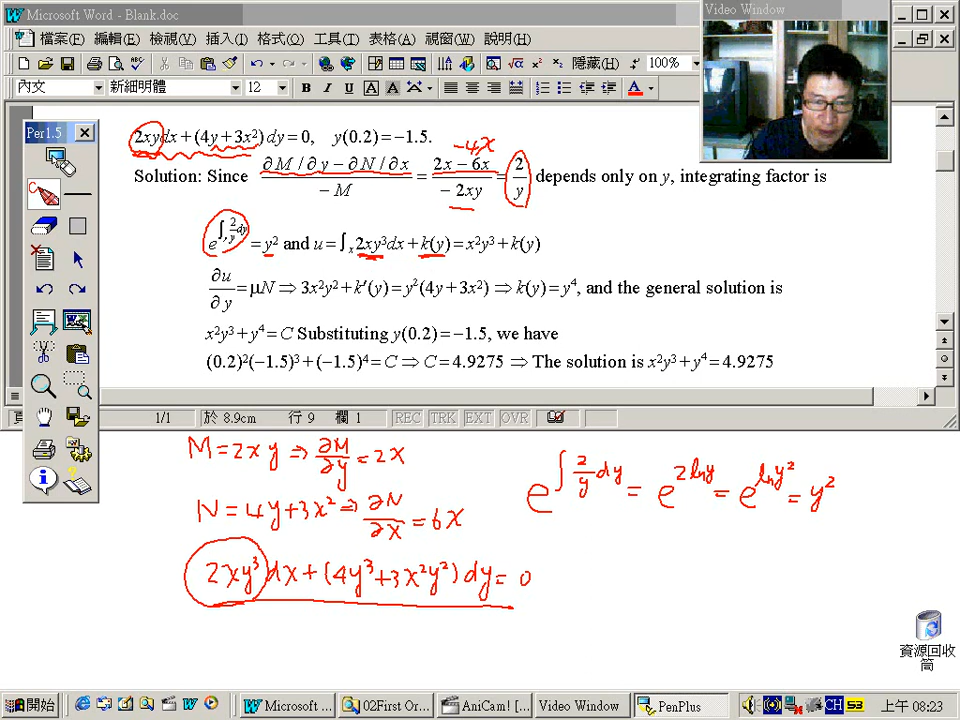 Microsoft Word - Blank.doc
Video Window
檔案(F) 編輯(E) 檢視(V) 插入(I) 格式(O) 工具(T) 表格(A) 視窗(W) 說明(H)
隱藏(H) 100%
內文 新細明體 12 B I U A A A
Per1.5
2xydx + (4y + 3x²)dy = 0, y(0.2) = −1.5.
−4x
Solution: Since (∂M/∂y − ∂N/∂x)/(−M) = (2x − 6x)/(−2xy) = 2/y depends only on y, integrating factor is
e^{∫(2/y)dy} = y² and u = ∫ₓ 2xy³dx + k(y) = x²y³ + k(y)
∂u/∂y = μN ⇒ 3x²y² + k′(y) = y²(4y + 3x²) ⇒ k(y) = y⁴, and the general solution is
x²y³ + y⁴ = C Substituting y(0.2) = −1.5, we have
(0.2)²(−1.5)³ + (−1.5)⁴ = C ⇒ C = 4.9275 ⇒ The solution is x²y³ + y⁴ = 4.9275
1/1 於 8.9cm 行 9 欄 1 REC TRK EXT OVR
M = 2xy ⇒ ∂M/∂y = 2x
e^{∫(2/y)dy} = e^{2lny} = e^{lny²} = y²
N = 4y + 3x² ⇒ ∂N/∂x = 6x
2xy³dx + (4y³ + 3x²y²)dy = 0
資源回收
筒
開始 Microsoft W... 02First Or... AniCam! [... Video Window PenPlus CH 53 上午 08:23